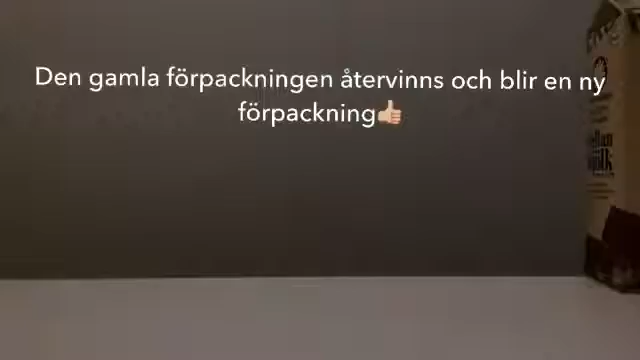 Den gamla förpackningen återvinns och blir en ny
förpackning👍🏼